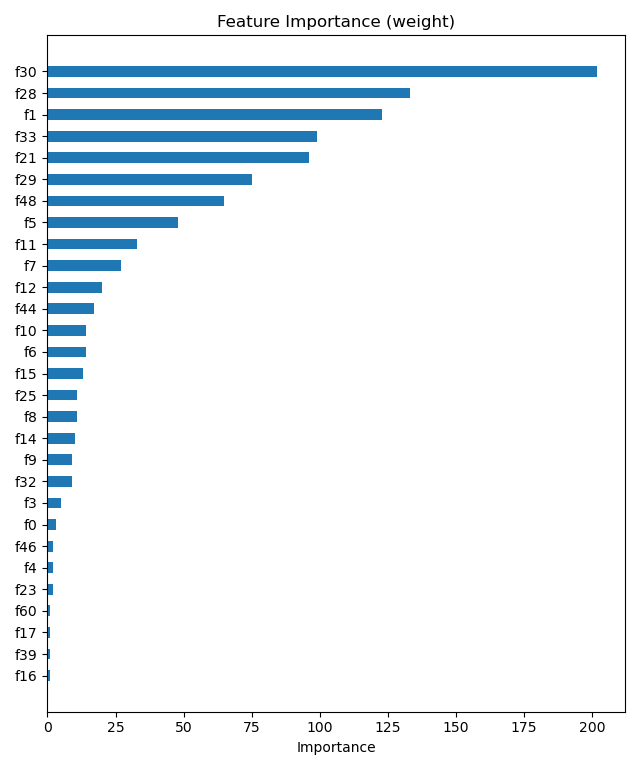 Feature Importance (weight)
f30
f28
f1
f33
f21
f29
f48
f5
f11
f7
f12
f44
f10
f6
f15
f25
f8
f14
f9
f32
f3
f0
f46
f4
f23
f60
f17
f39
f16
0 25 50 75 100 125 150 175 200
Importance